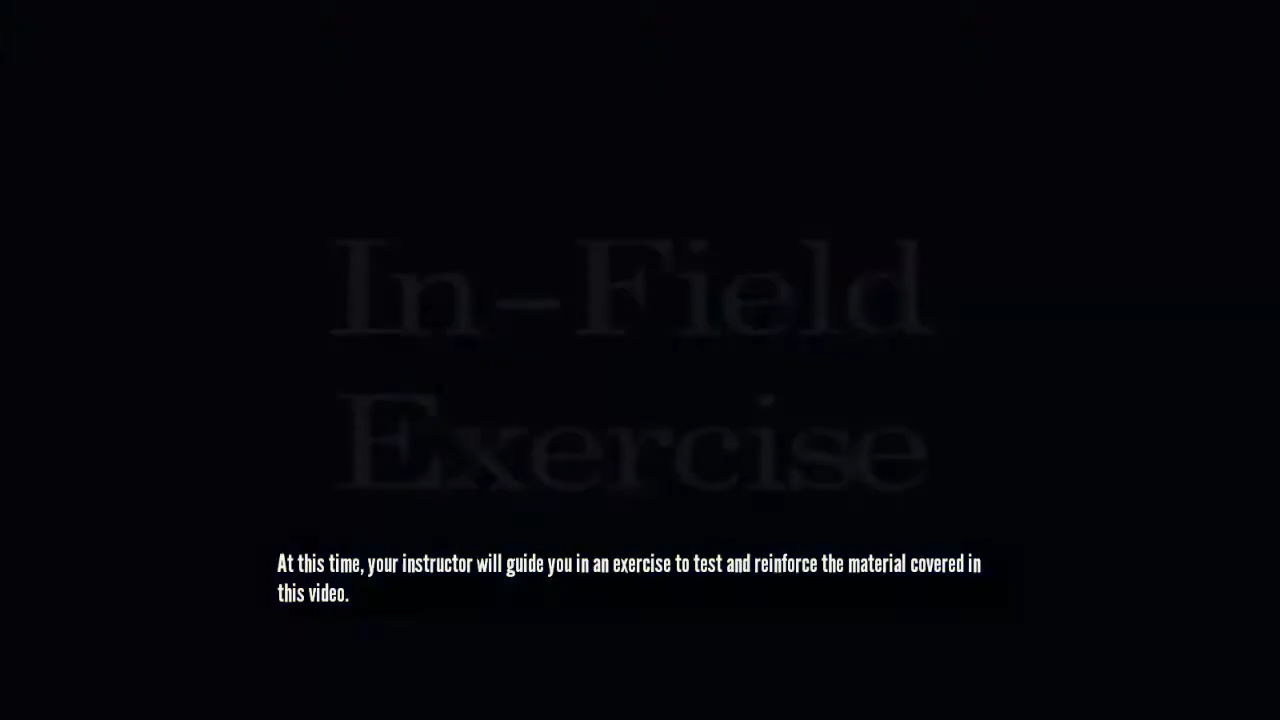 In-Field
Exercise
At this time, your instructor will guide you in an exercise to test and reinforce the material covered in
this video.